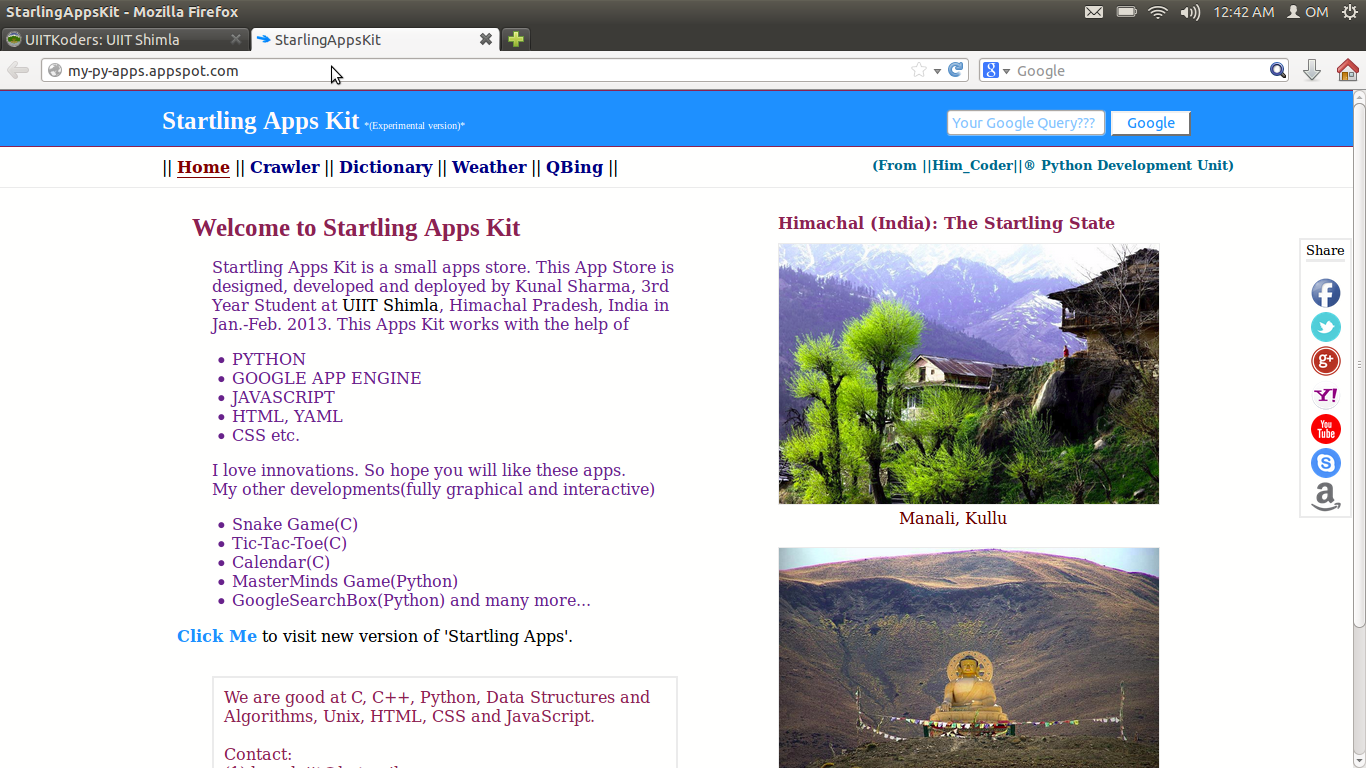 StarlingAppsKit - Mozilla Firefox
12:42 AM OM
UIITKoders: UIIT Shimla
StarlingAppsKit
my-py-apps.appspot.com
Google
Startling Apps Kit *(Experimental version)*
Your Google Query??? Google
|| Home || Crawler || Dictionary || Weather || QBing ||
(From ||Him_Coder||® Python Development Unit)
Welcome to Startling Apps Kit
Startling Apps Kit is a small apps store. This App Store is
designed, developed and deployed by Kunal Sharma, 3rd
Year Student at UIIT Shimla, Himachal Pradesh, India in
Jan.-Feb. 2013. This Apps Kit works with the help of
• PYTHON
• GOOGLE APP ENGINE
• JAVASCRIPT
• HTML, YAML
• CSS etc.
I love innovations. So hope you will like these apps.
My other developments(fully graphical and interactive)
• Snake Game(C)
• Tic-Tac-Toe(C)
• Calendar(C)
• MasterMinds Game(Python)
• GoogleSearchBox(Python) and many more...
Click Me to visit new version of 'Startling Apps'.
We are good at C, C++, Python, Data Structures and
Algorithms, Unix, HTML, CSS and JavaScript.
Contact:
Himachal (India): The Startling State
Manali, Kullu
Share
f
g+
Y!
You
Tube
S
a